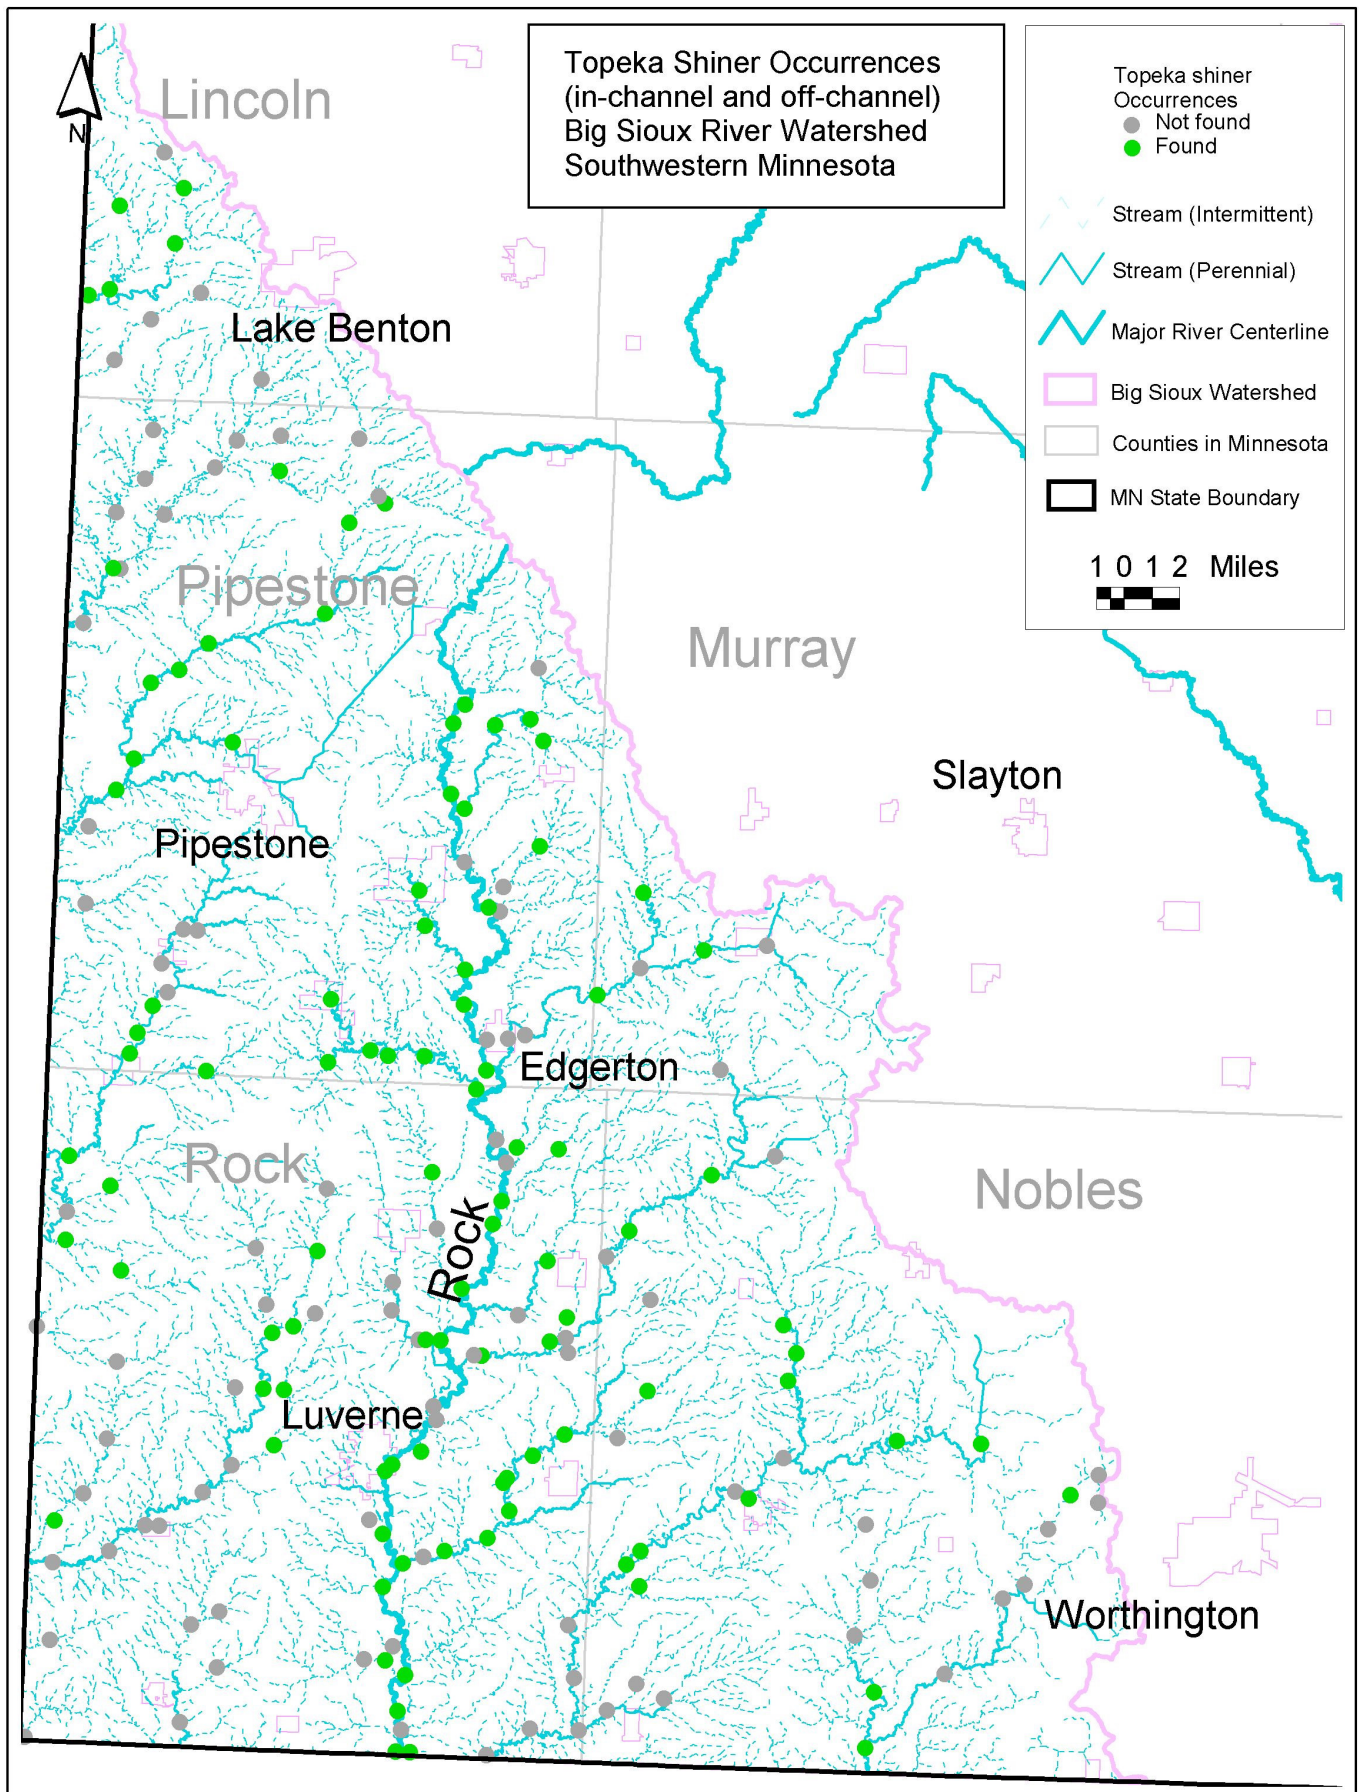 Topeka Shiner Occurrences
(in-channel and off-channel)
Big Sioux River Watershed
Southwestern Minnesota
Topeka shiner
Occurrences
Not found
Found
Stream (Intermittent)
Stream (Perennial)
Major River Centerline
Big Sioux Watershed
Counties in Minnesota
MN State Boundary
1 0 1 2 Miles
N
Lincoln
Lake Benton
Pipestone
Murray
Slayton
Pipestone
Edgerton
Rock
Nobles
Rock
Luverne
Worthington